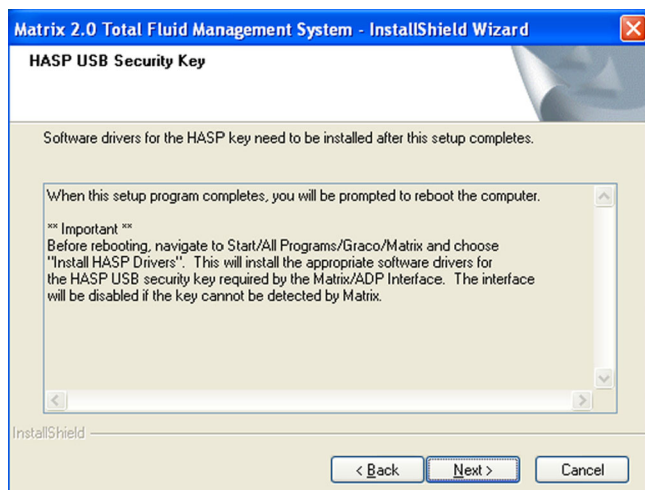 Matrix 2.0 Total Fluid Management System - InstallShield Wizard
HASP USB Security Key
Software drivers for the HASP key need to be installed after this setup completes.
When this setup program completes, you will be prompted to reboot the computer.
** Important **
Before rebooting, navigate to Start/All Programs/Graco/Matrix and choose
"Install HASP Drivers". This will install the appropriate software drivers for
the HASP USB security key required by the Matrix/ADP Interface. The interface
will be disabled if the key cannot be detected by Matrix.
InstallShield
< Back Next > Cancel